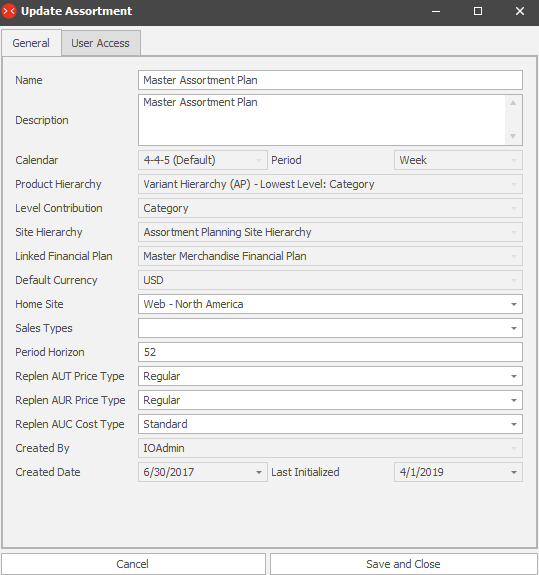 Update Assortment
General User Access
Name Master Assortment Plan
Description Master Assortment Plan
Calendar 4-4-5 (Default) Period Week
Product Hierarchy Variant Hierarchy (AP) - Lowest Level: Category
Level Contribution Category
Site Hierarchy Assortment Planning Site Hierarchy
Linked Financial Plan Master Merchandise Financial Plan
Default Currency USD
Home Site Web - North America
Sales Types
Period Horizon 52
Replen AUT Price Type Regular
Replen AUR Price Type Regular
Replen AUC Cost Type Standard
Created By IOAdmin
Created Date 6/30/2017 Last Initialized 4/1/2019
Cancel Save and Close